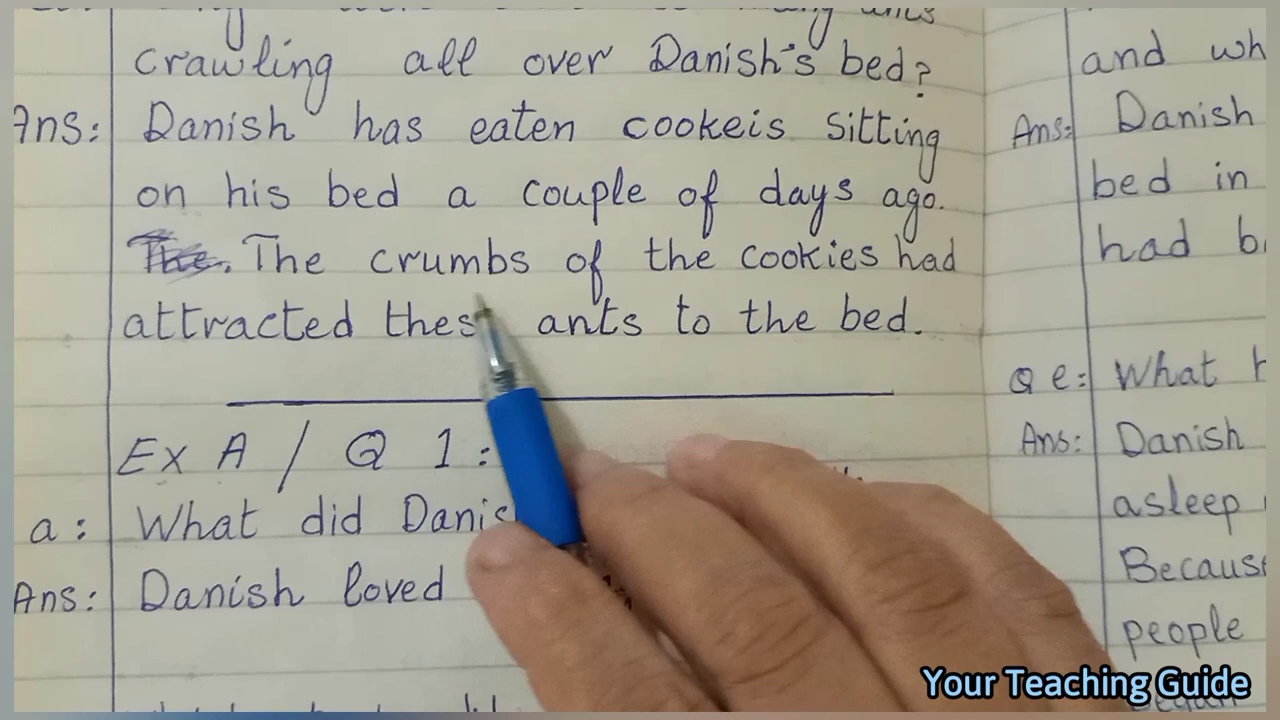 crawling all over Danish's bed?
Ans: Danish has eaten cookeis sitting
on his bed a couple of days ago.
The crumbs of the cookies had
attracted thes ants to the bed.
Ex A / Q 1:
a: What did Danis
Ans: Danish loved
and wh
Ans: Danish
bed in
had b
Q e: What h
Ans: Danish
asleep
Becaus
people
Your Teaching Guide